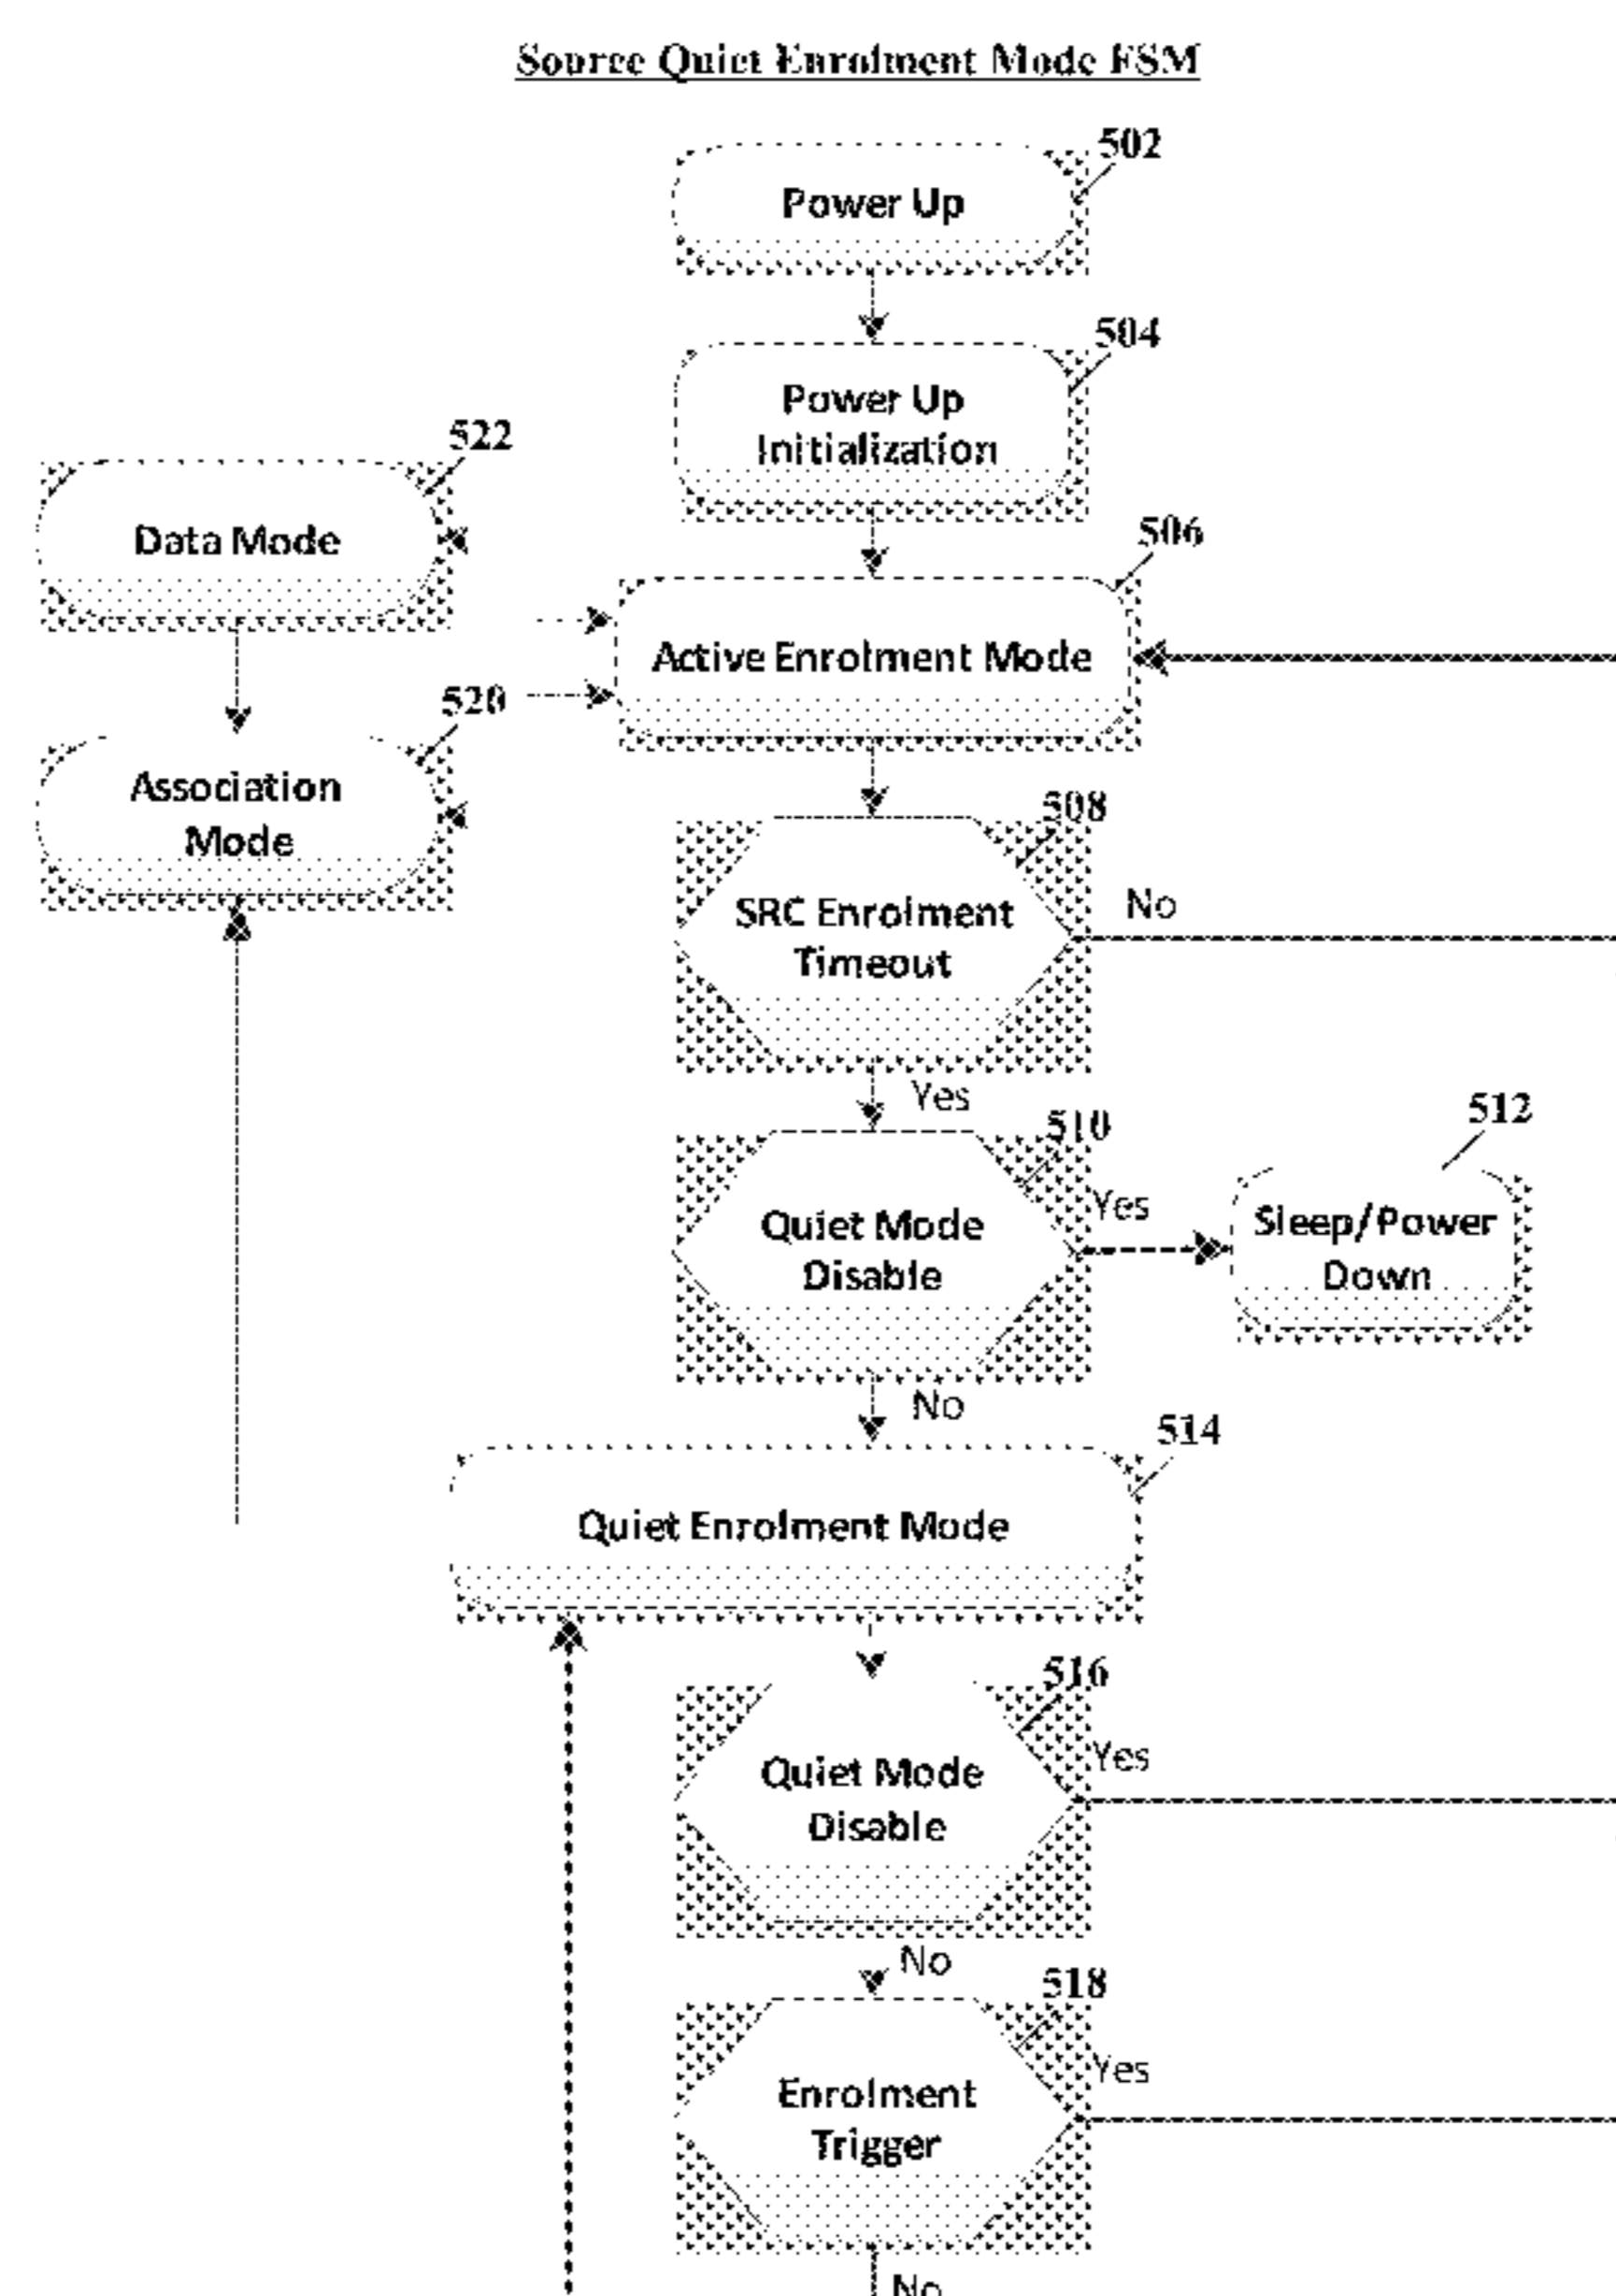 Source Quiet Enrolment Mode FSM
502
Power Up
504
Power Up
Initialization
522
Data Mode
506
Active Enrolment Mode
520
Association
Mode
508
SRC Enrolment
Timeout
No
Yes
510
Quiet Mode
Disable
Yes
512
Sleep/Power
Down
No
514
Quiet Enrolment Mode
516
Quiet Mode
Disable
Yes
No
518
Enrolment
Trigger
Yes
No